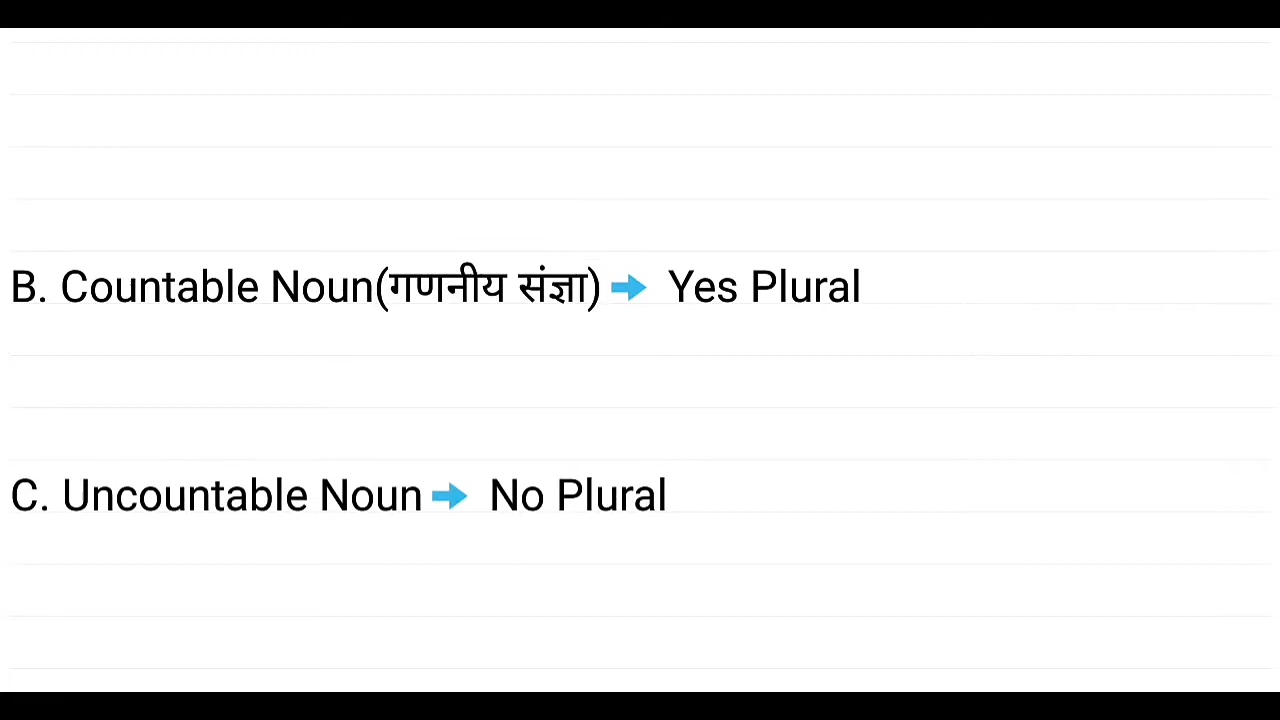 B. Countable Noun(गणनीय संज्ञा)➡ Yes Plural
C. Uncountable Noun➡ No Plural